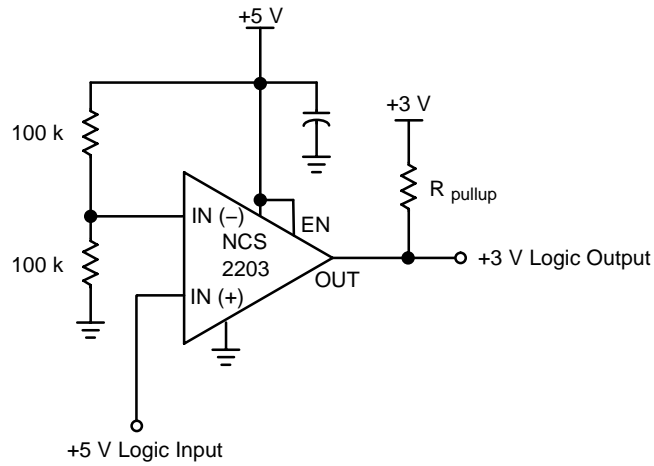 +5 V
+3 V
100 k
R pullup
IN (–)
EN
NCS
2203
100 k
+3 V Logic Output
OUT
IN (+)
+5 V Logic Input